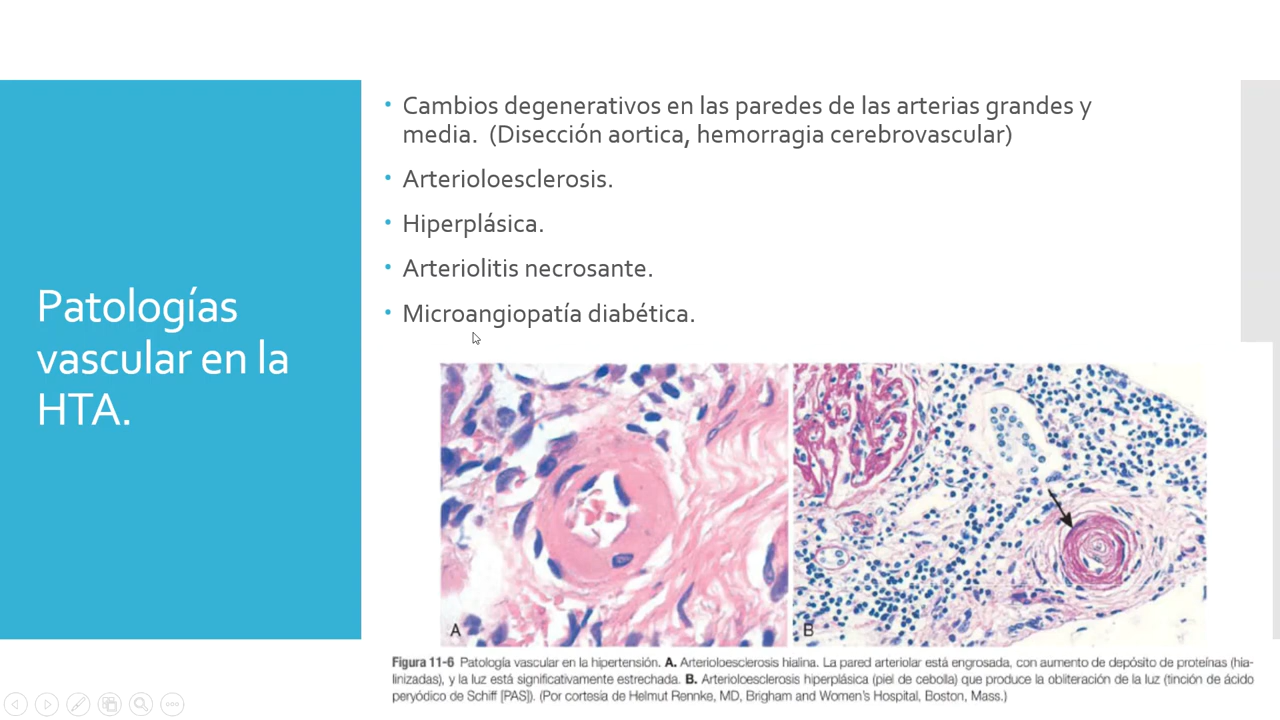 Patologías
vascular en la
HTA.
• Cambios degenerativos en las paredes de las arterias grandes y
media. (Disección aortica, hemorragia cerebrovascular)
• Arterioloesclerosis.
• Hiperplásica.
• Arteriolitis necrosante.
• Microangiopatía diabética.
A
B
Figura 11-6 Patología vascular en la hipertensión. A. Arterioloesclerosis hialina. La pared arteriolar está engrosada, con aumento de depósito de proteínas (hia-
linizadas), y la luz está significativamente estrechada. B. Arterioloesclerosis hiperplásica (piel de cebolla) que produce la obliteración de la luz (tinción de ácido
peryódico de Schiff [PAS]). (Por cortesía de Helmut Rennke, MD, Brigham and Women's Hospital, Boston, Mass.)